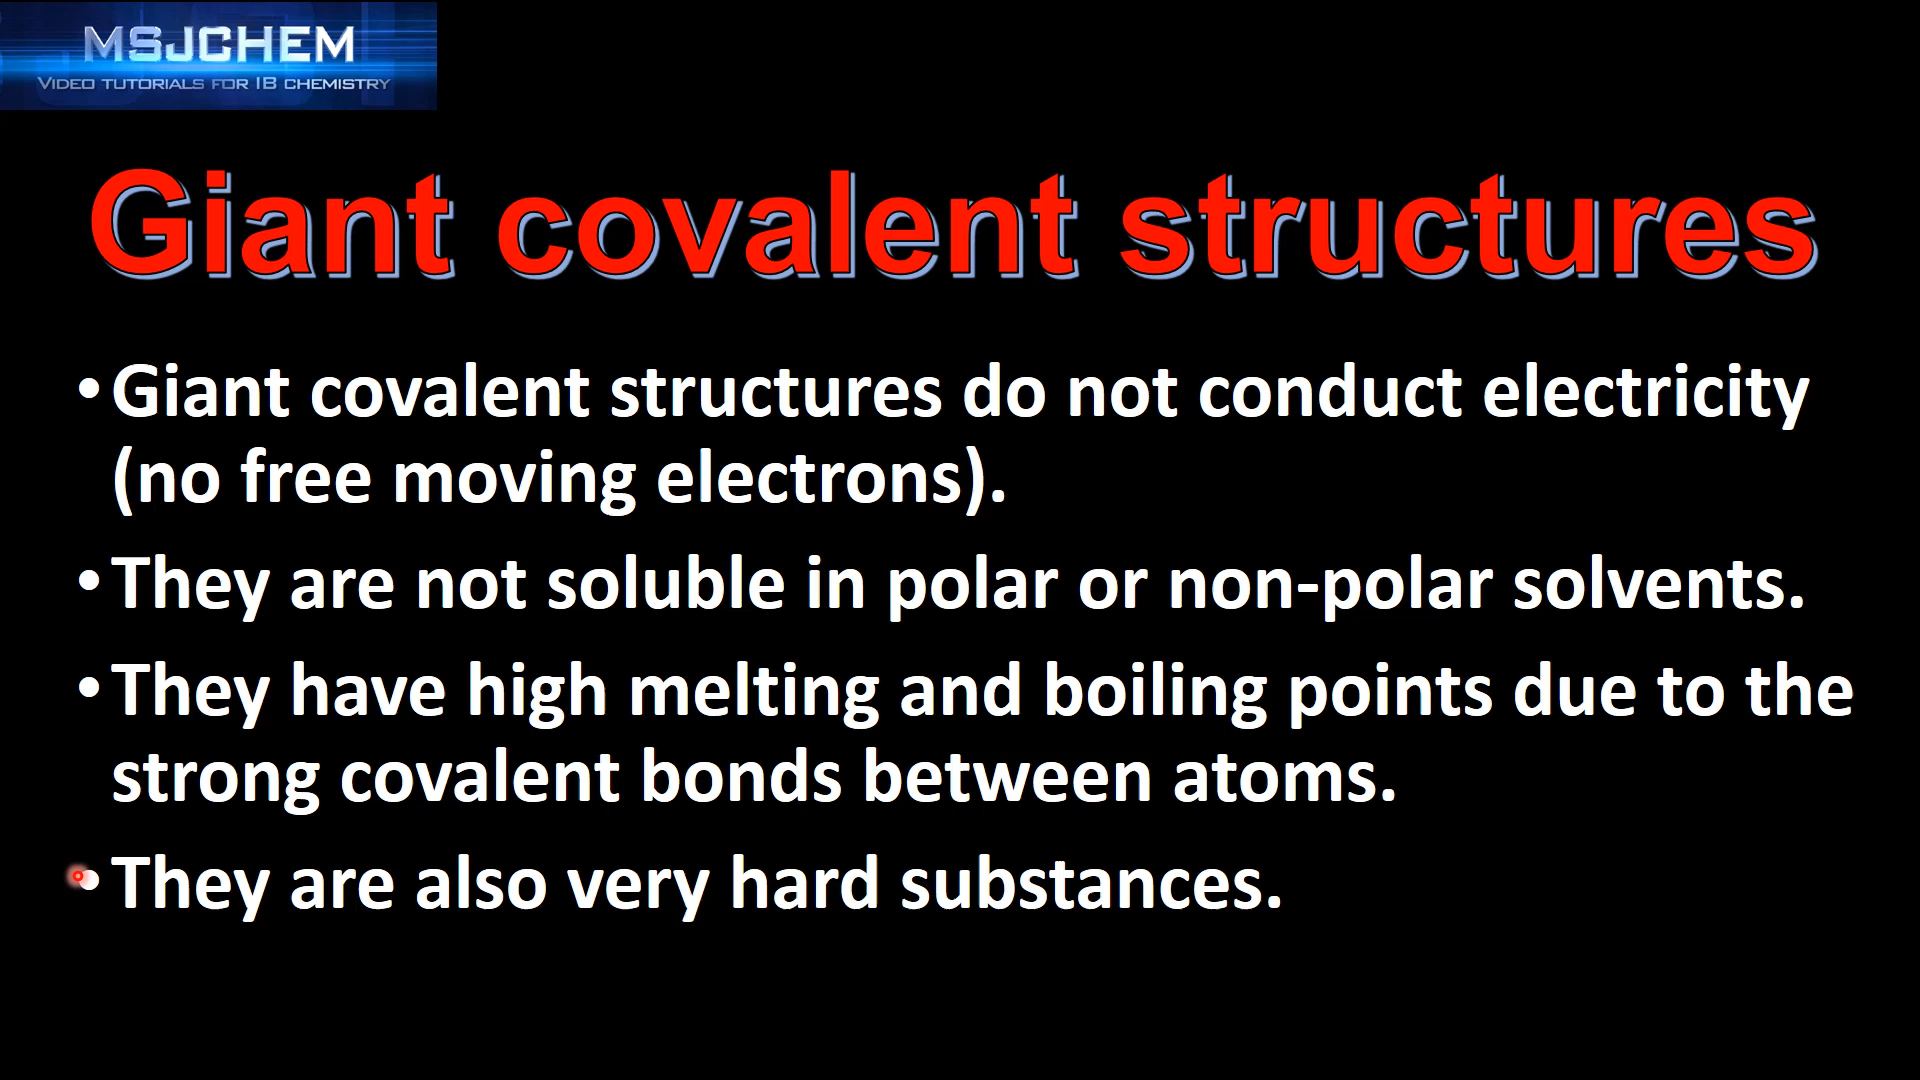 MSJCHEM
VIDEO TUTORIALS FOR IB CHEMISTRY
Giant covalent structures
•Giant covalent structures do not conduct electricity
(no free moving electrons).
•They are not soluble in polar or non-polar solvents.
•They have high melting and boiling points due to the
strong covalent bonds between atoms.
•They are also very hard substances.